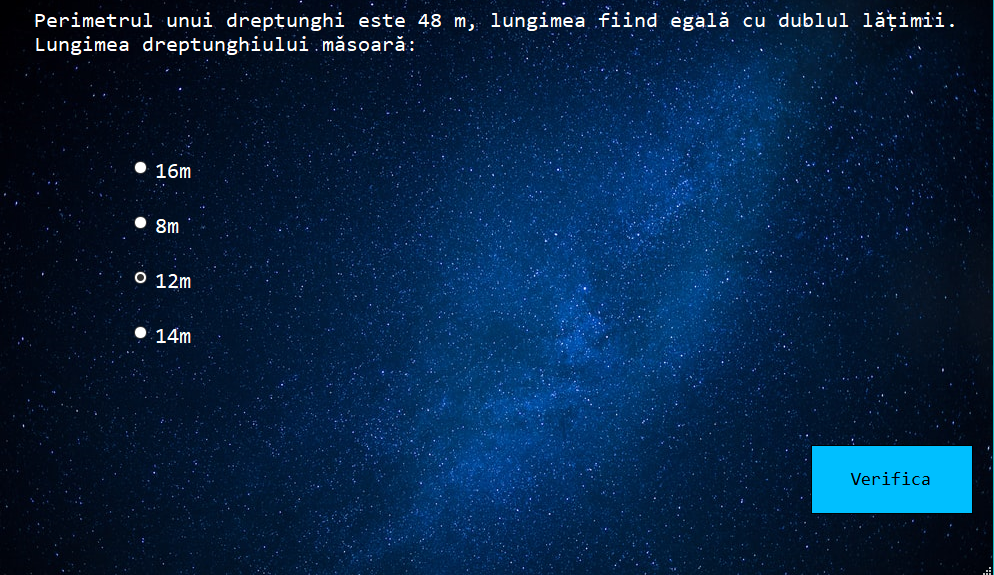 Perimetrul unui dreptunghi este 48 m, lungimea fiind egală cu dublul lățimii.
Lungimea dreptunghiului măsoară:
16m
8m
12m
14m
Verifica